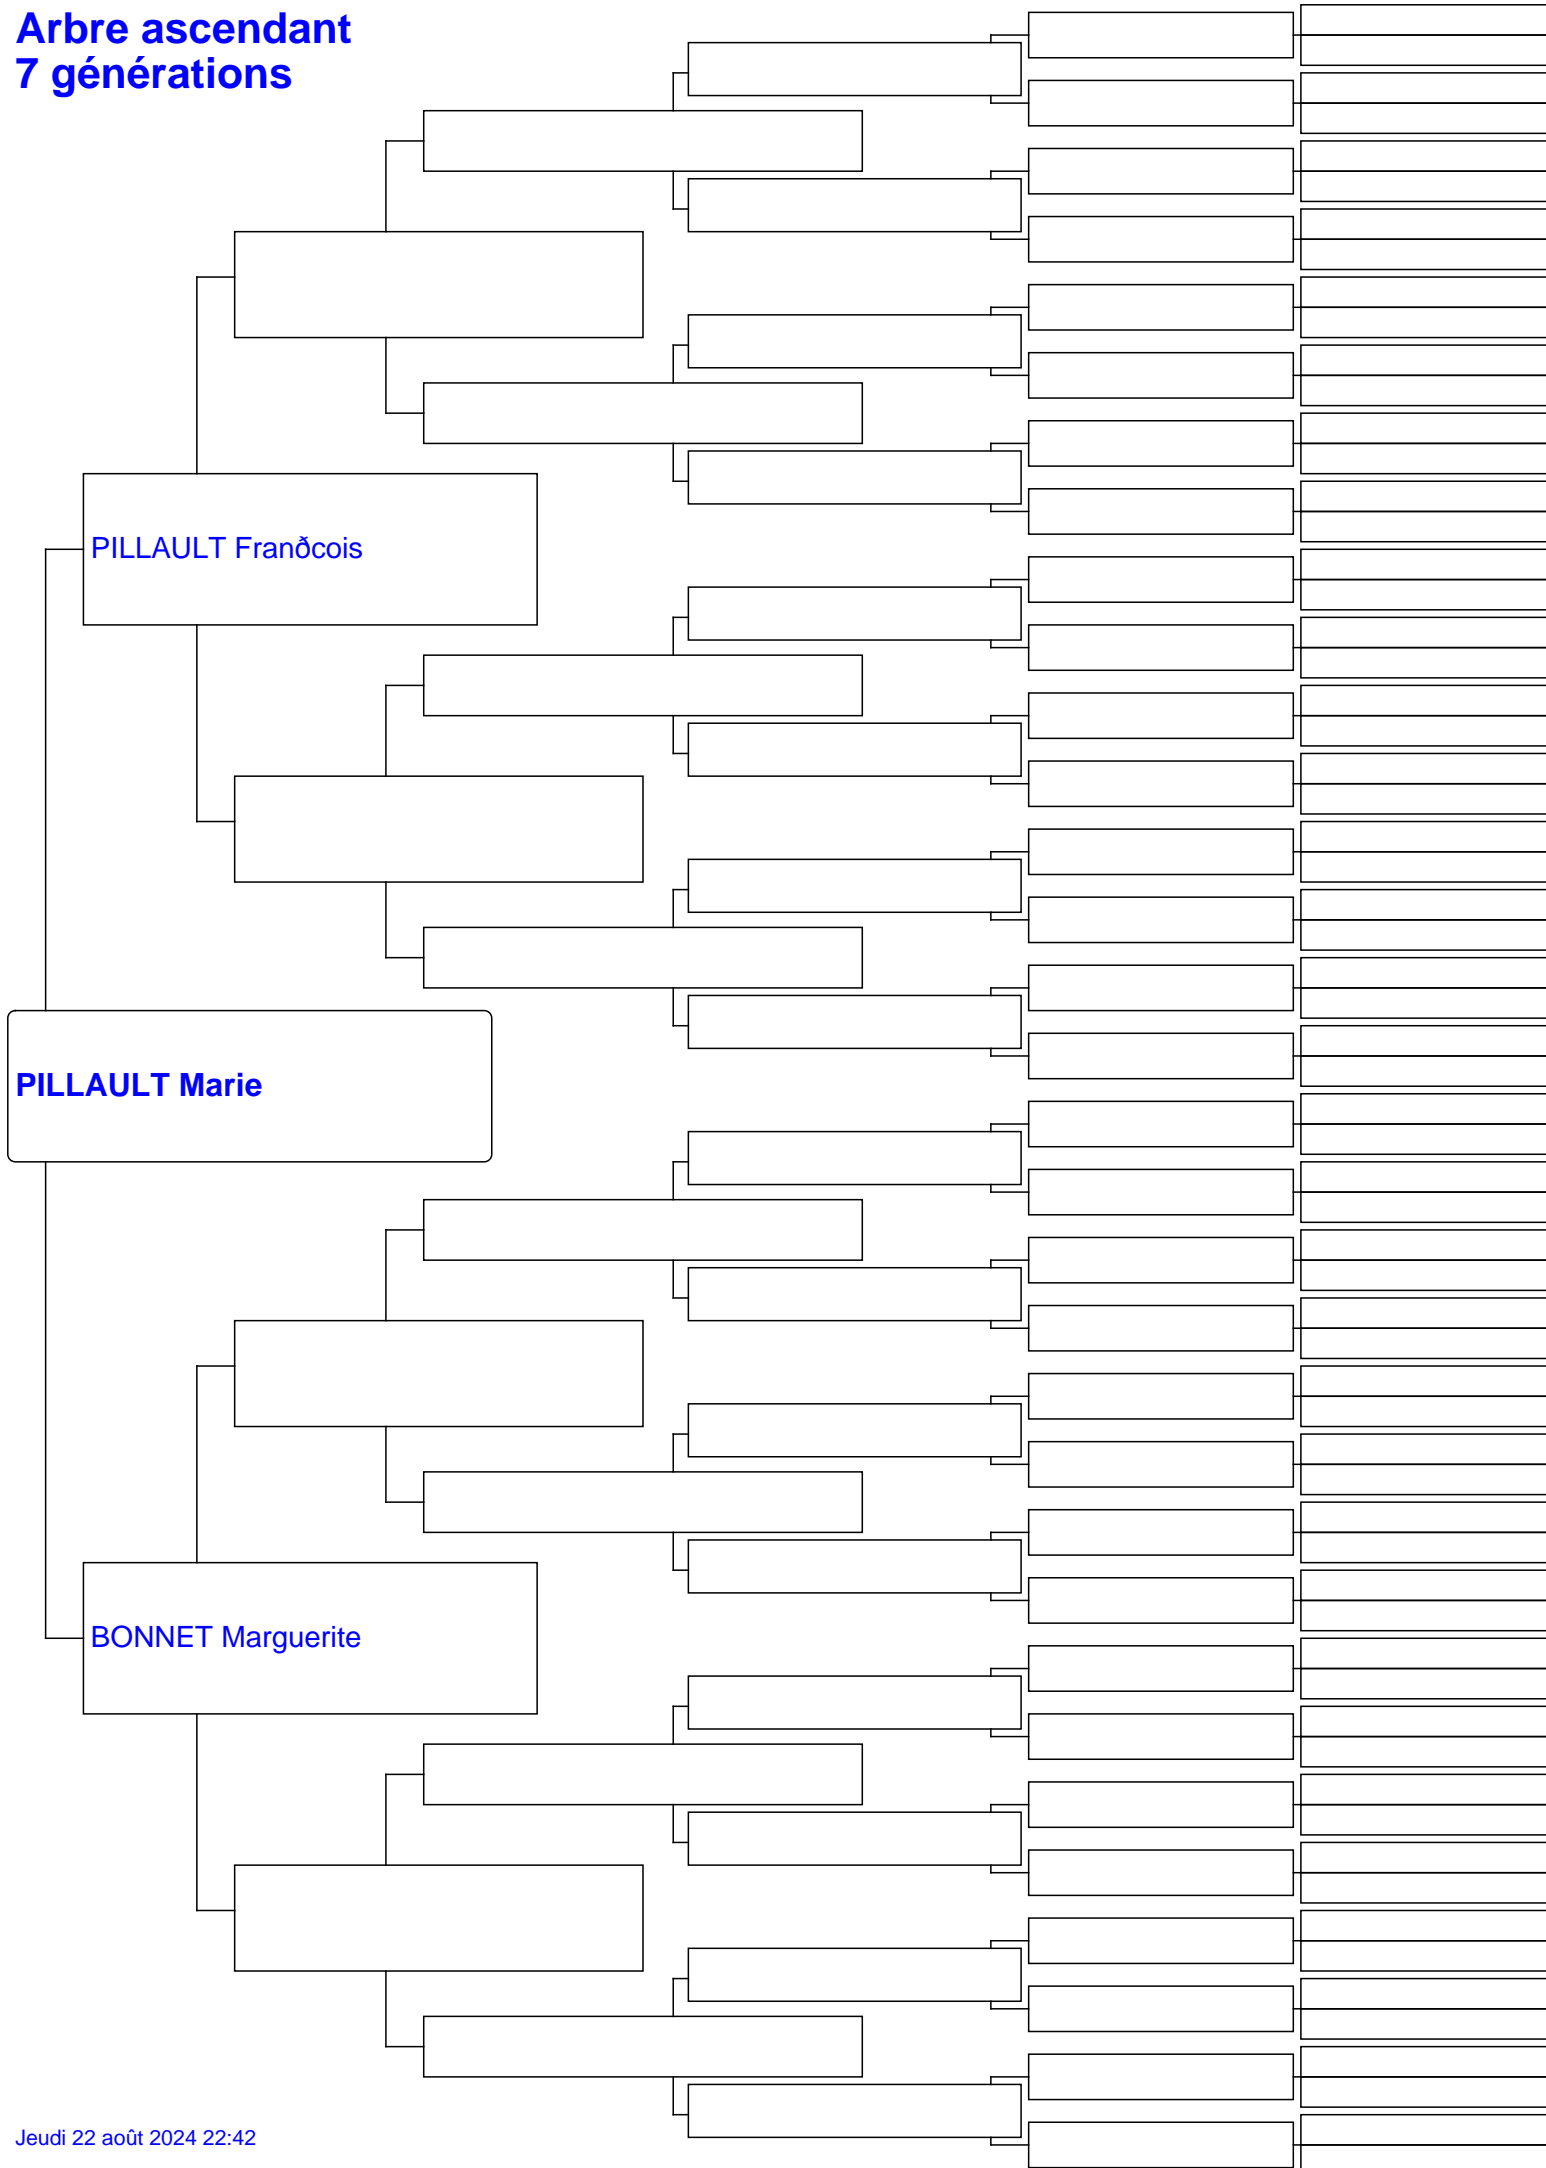 Arbre ascendant
7 générations
PILLAULT Franðcois
PILLAULT Marie
BONNET Marguerite
Jeudi 22 août 2024 22:42